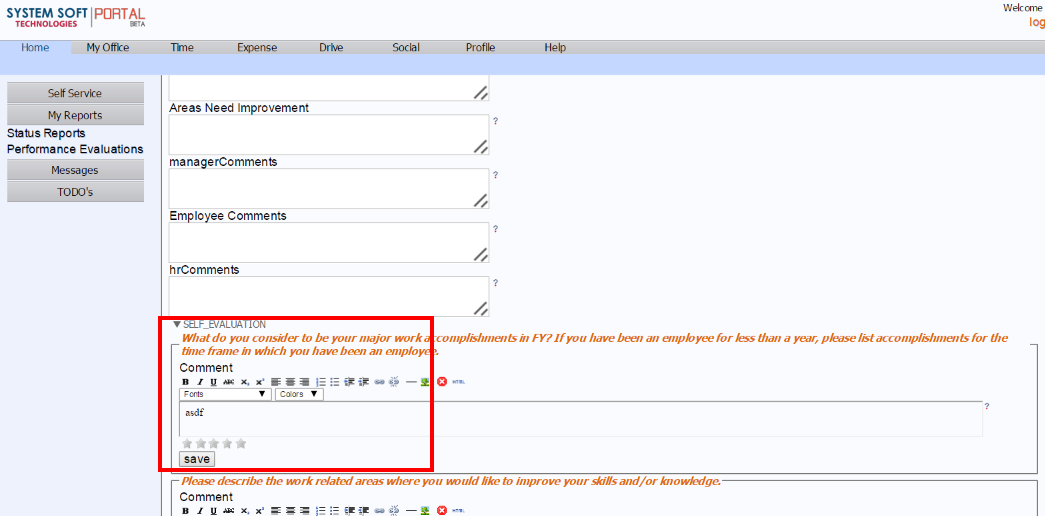 SYSTEM SOFT PORTAL
TECHNOLOGIES BETA
Welcome
log
Home My Office Time Expense Drive Social Profile Help
Self Service
My Reports
Status Reports
Performance Evaluations
Messages
TODO's
Areas Need Improvement
?
managerComments
?
Employee Comments
?
hrComments
?
SELF_EVALUATION
What do you consider to be your major work accomplishments in FY? If you have been an employee for less than a year, please list accomplishments for the
time frame in which you have been an employee.
Comment
B I U ABC X₂ X² HTML
Fonts Colors
asdf
?
save
Please describe the work related areas where you would like to improve your skills and/or knowledge.
Comment
B I U ABC X₂ X² HTML